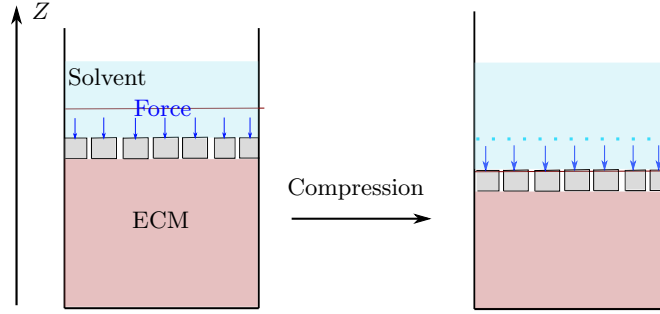 Z
Solvent
Force
ECM
Compression